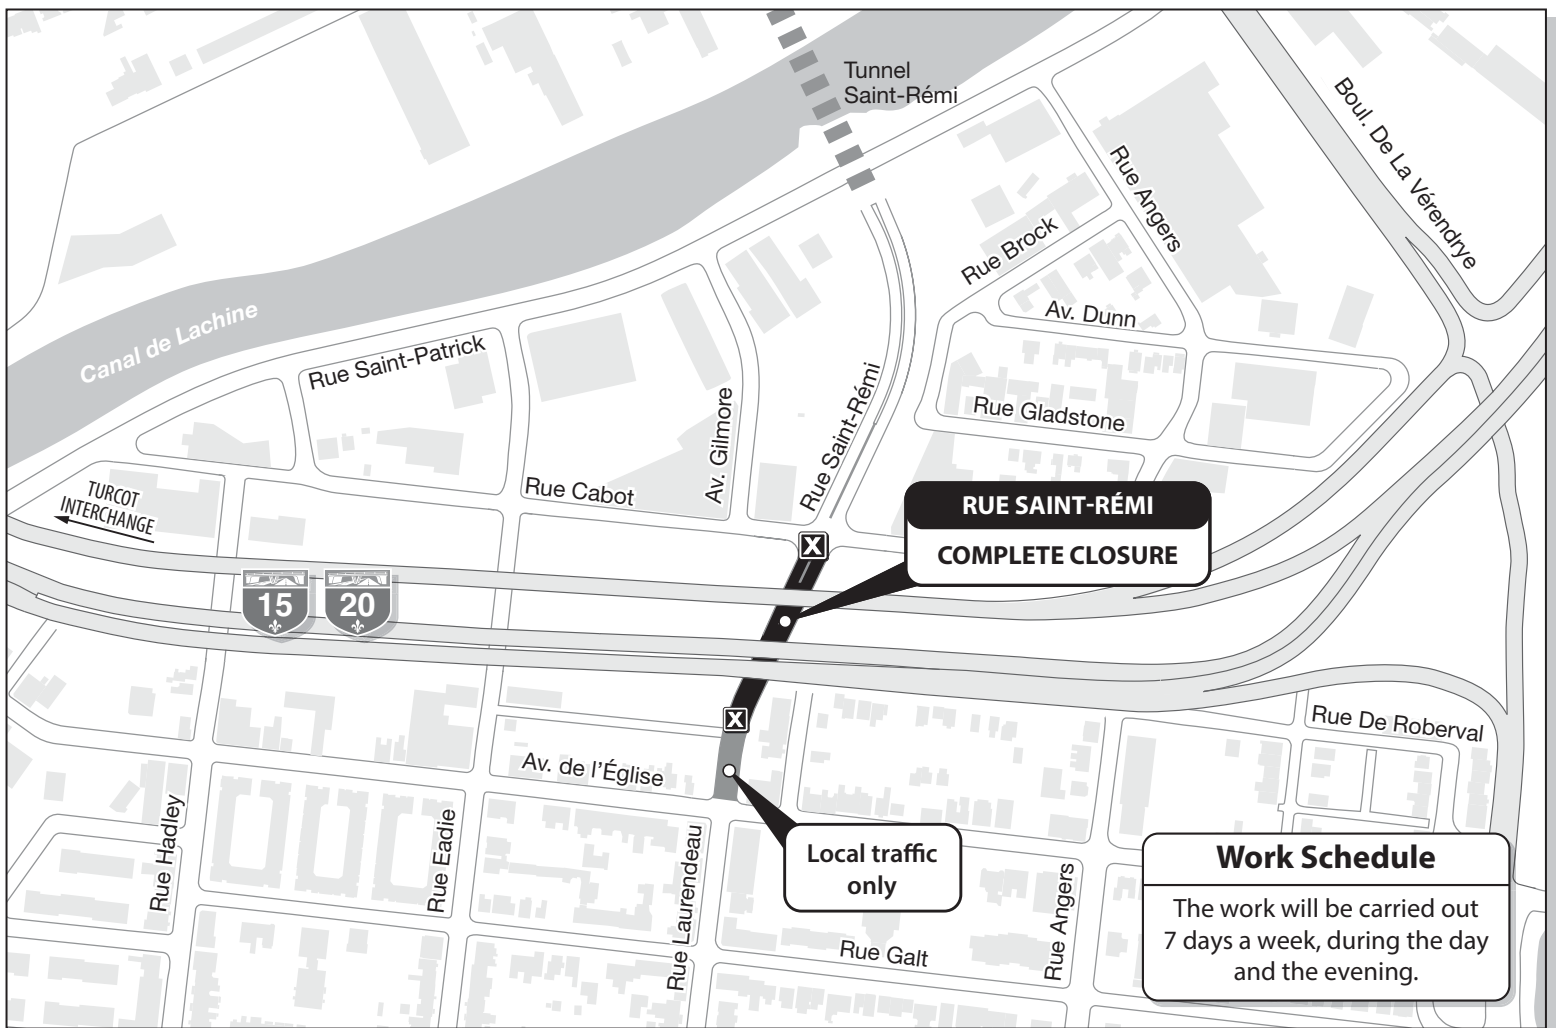 Tunnel
Saint-Rémi
Boul. De La Vérendrye
Rue Angers
Rue Brock
Av. Dunn
Canal de Lachine
Rue Saint-Patrick
Rue Gladstone
Av. Gilmore
Rue Saint-Rémi
Rue Cabot
TURCOT
INTERCHANGE
RUE SAINT-RÉMI
COMPLETE CLOSURE
X
15
20
X
Rue De Roberval
Av. de l'Église
Rue Hadley
Rue Eadie
Rue Laurendeau
Local traffic
only
Rue Angers
Rue Galt
Work Schedule
The work will be carried out
7 days a week, during the day
and the evening.